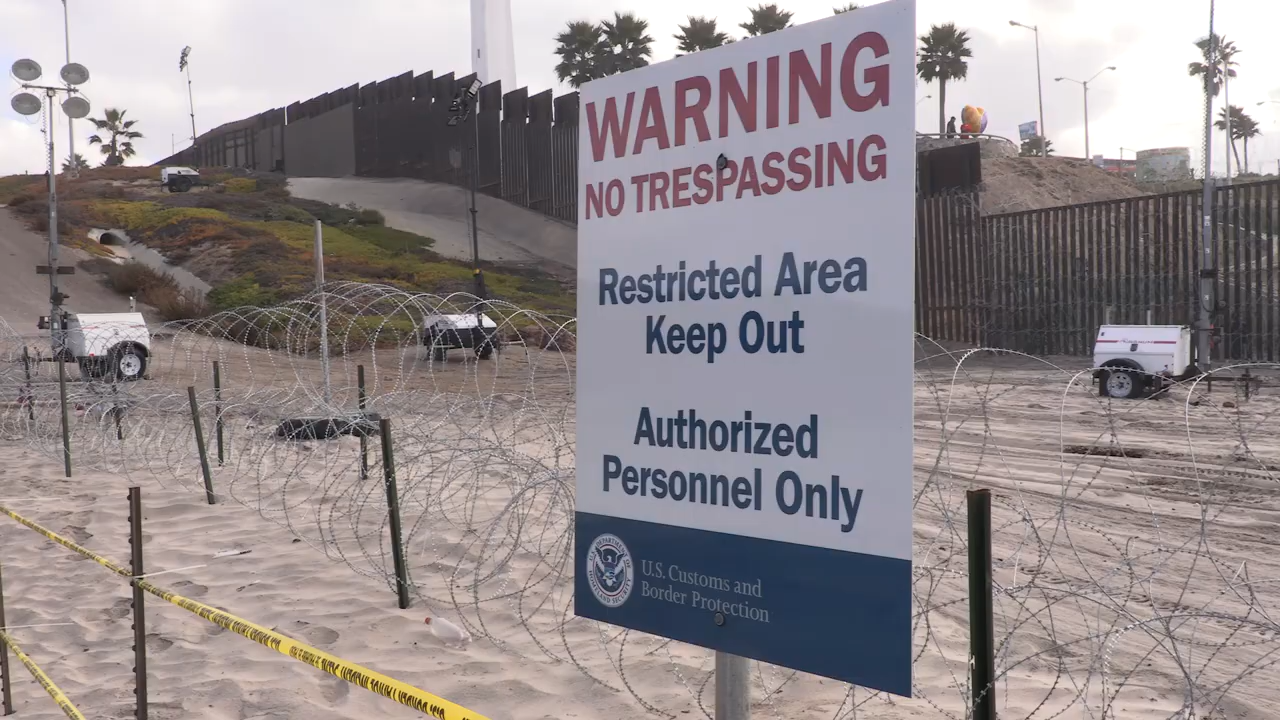 WARNING
NO TRESPASSING
Restricted Area
Keep Out
Authorized
Personnel Only
U.S. Customs and
Border Protection